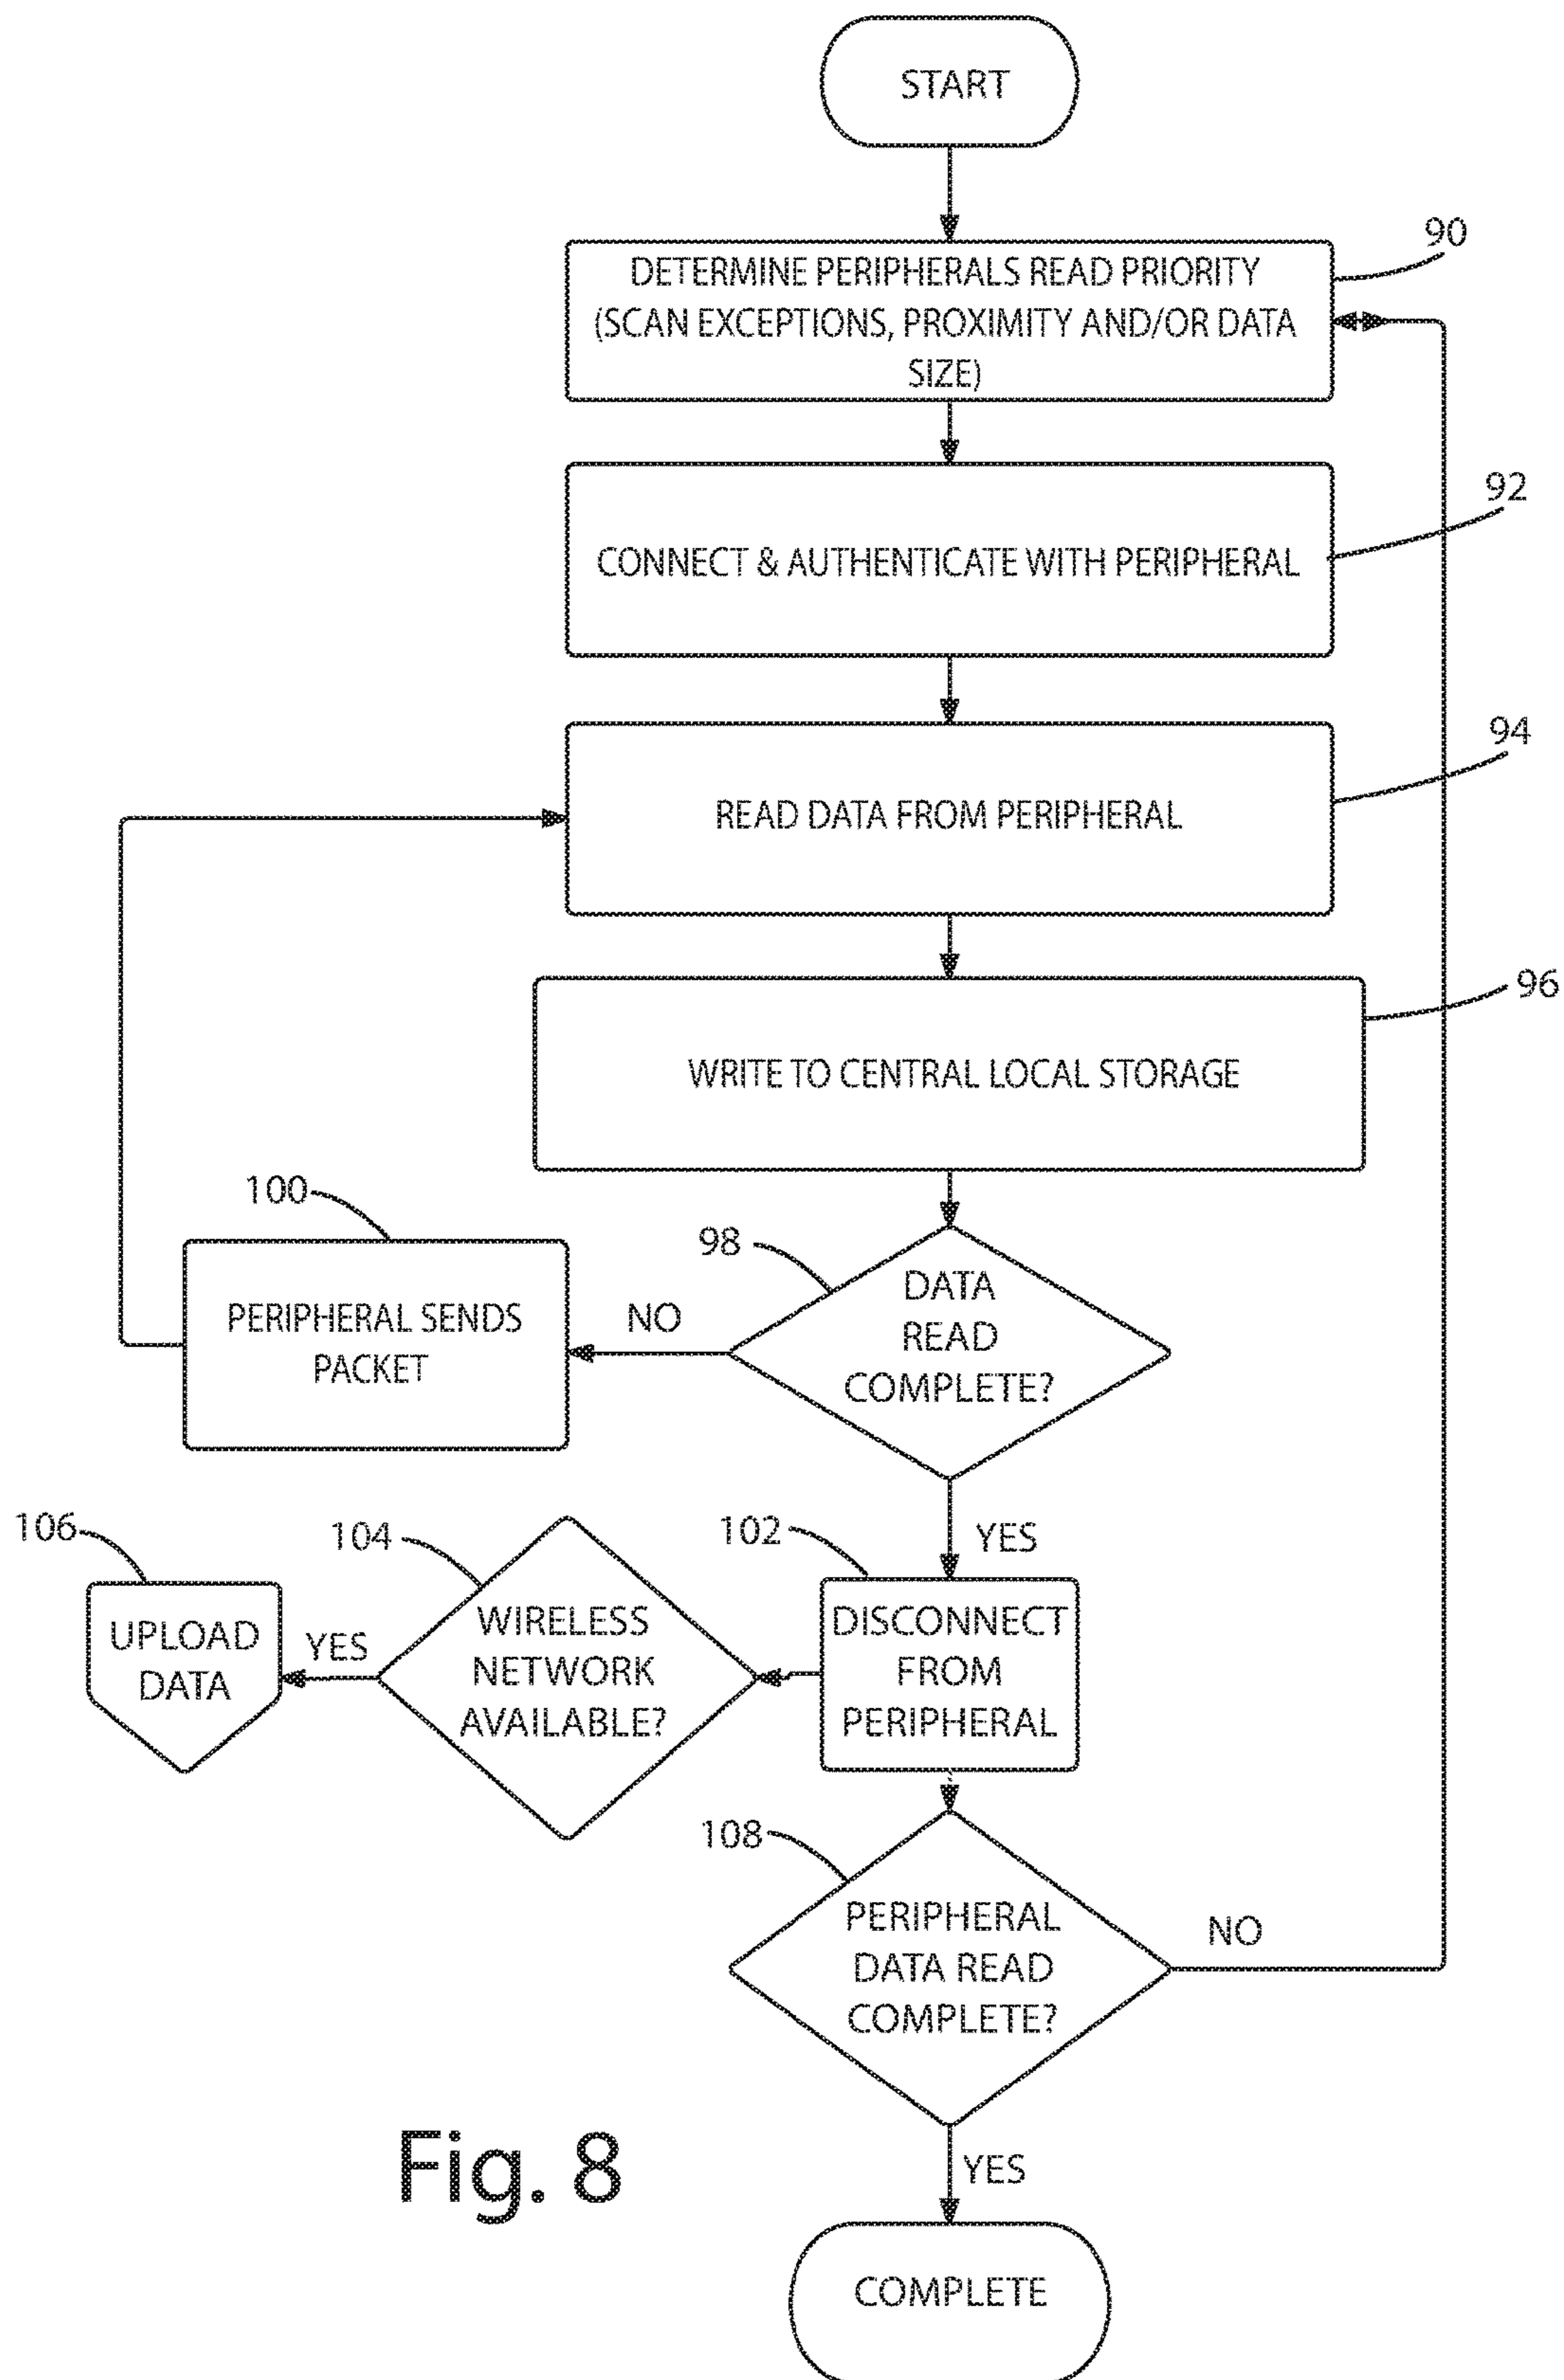 START
90
DETERMINE PERIPHERALS READ PRIORITY
(SCAN EXCEPTIONS, PROXIMITY AND/OR DATA
SIZE)
92
CONNECT & AUTHENTICATE WITH PERIPHERAL
94
READ DATA FROM PERIPHERAL
96
WRITE TO CENTRAL LOCAL STORAGE
100
PERIPHERAL SENDS
PACKET
NO
98
DATA
READ
COMPLETE?
YES
106
UPLOAD
DATA
YES
104
WIRELESS
NETWORK
AVAILABLE?
102
DISCONNECT
FROM
PERIPHERAL
108
PERIPHERAL
DATA READ
COMPLETE?
NO
YES
Fig. 8
COMPLETE